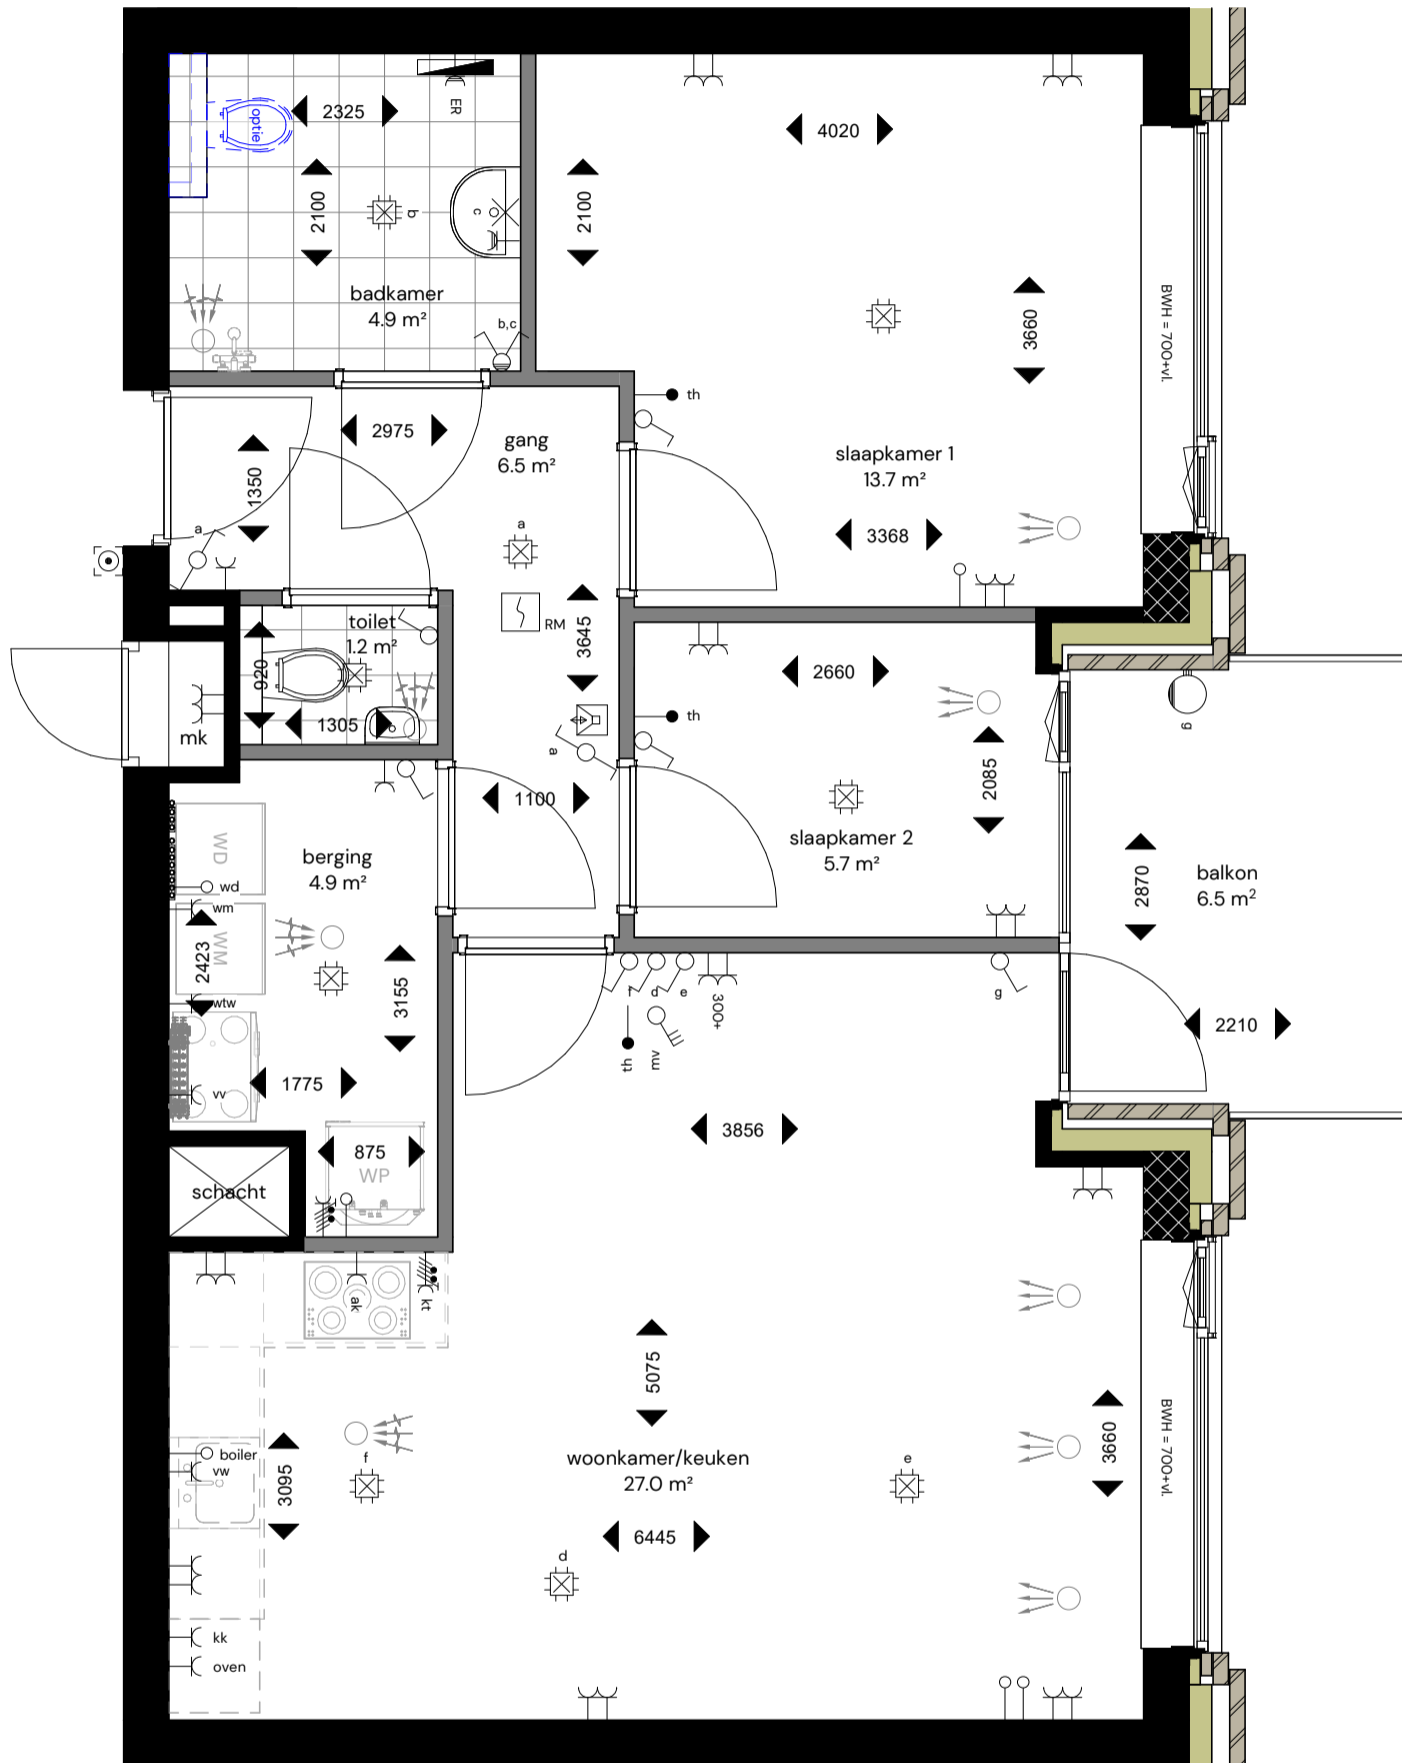 optie
2325
ER
4020
2100
2100
b
c
badkamer
4.9 m²
b,c
3660
BWH = 700+vl.
th
2975
gang
6.5 m²
slaapkamer 1
13.7 m²
1350
a
a
3368
toilet
1.2 m²
RM
3645
920
1305
2660
th
mk
a
g
2085
1100
slaapkamer 2
5.7 m²
WD
berging
4.9 m²
wd
wm
WM
2423
wtw
3155
2870
balkon
6.5 m²
f
d
e
300+
g
th
mv
2210
vv
1775
3856
875
WP
schacht
ak
kt
5075
boiler
vw
3095
f
woonkamer/keuken
27.0 m²
e
3660
BWH = 700+vl.
6445
d
kk
oven